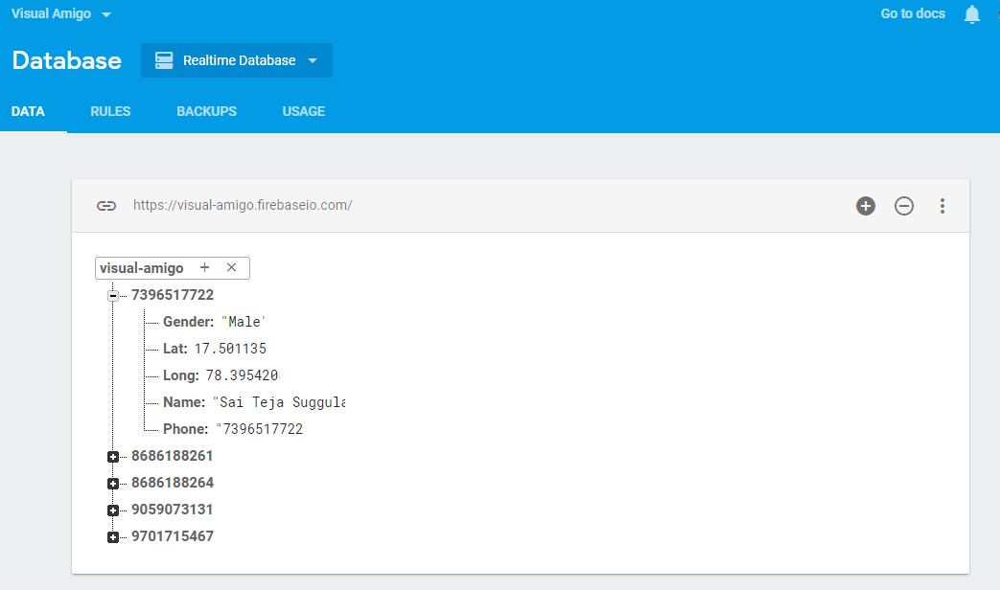 Visual Amigo Go to docs
Database Realtime Database
DATA RULES BACKUPS USAGE
https://visual-amigo.firebaseio.com/
visual-amigo
7396517722
Gender: "Male"
Lat: 17.501135
Long: 78.395420
Name: "Sai Teja Suggula
Phone: "7396517722
8686188261
8686188264
9059073131
9701715467